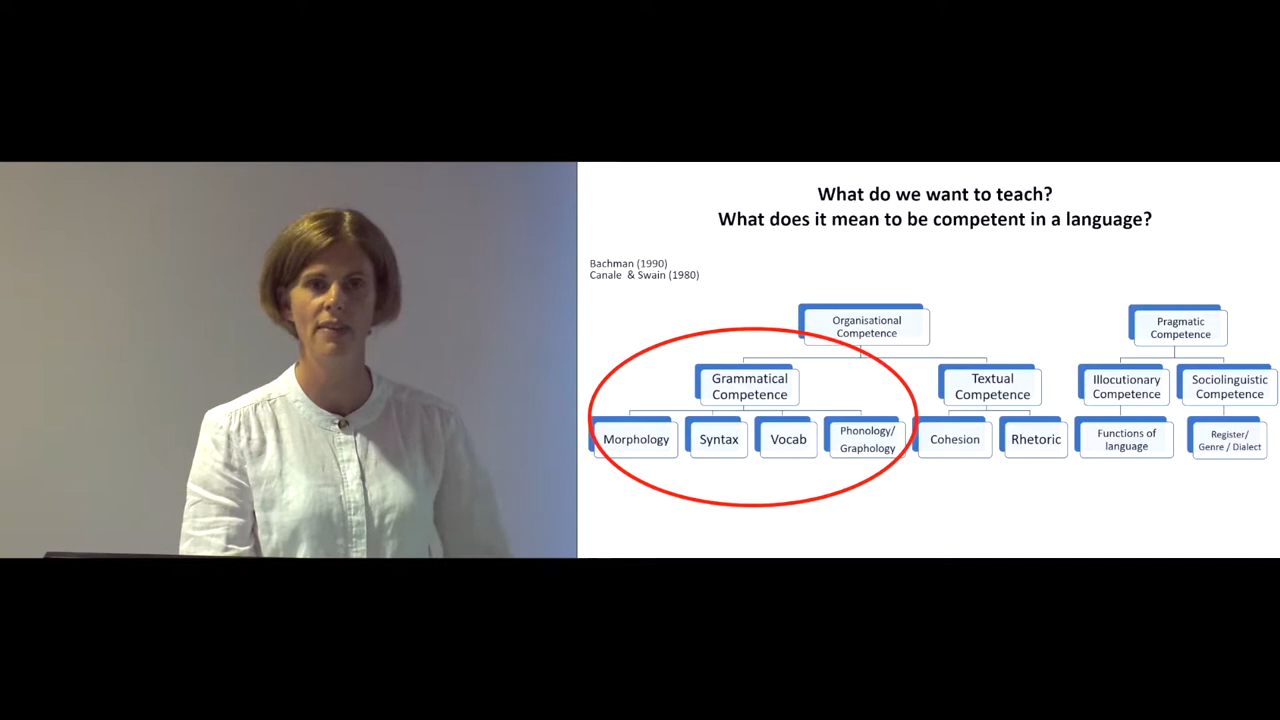 What do we want to teach?
What does it mean to be competent in a language?
Bachman (1990)
Canale & Swain (1980)
Organisational
Competence
Pragmatic
Competence
Grammatical
Competence
Textual
Competence
Illocutionary
Competence
Sociolinguistic
Competence
Morphology
Syntax
Vocab
Phonology/
Graphology
Cohesion
Rhetoric
Functions of
language
Register/
Genre / Dialect